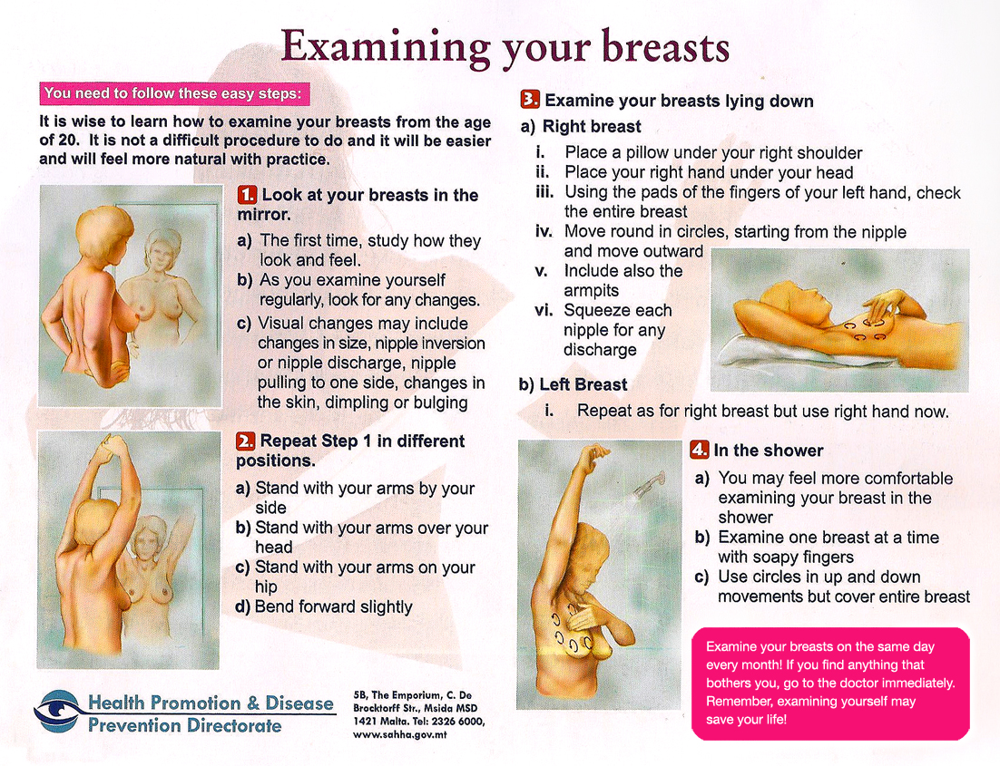 Examining your breasts
You need to follow these easy steps:
It is wise to learn how to examine your breasts from the age
of 20. It is not a difficult procedure to do and it will be easier
and will feel more natural with practice.
1. Look at your breasts in the
mirror.
a) The first time, study how they
look and feel.
b) As you examine yourself
regularly, look for any changes.
c) Visual changes may include
changes in size, nipple inversion
or nipple discharge, nipple
pulling to one side, changes in
the skin, dimpling or bulging
2. Repeat Step 1 in different
positions.
a) Stand with your arms by your
side
b) Stand with your arms over your
head
c) Stand with your arms on your
hip
d) Bend forward slightly
Health Promotion & Disease
Prevention Directorate
5B, The Emporium, C. De
Brocktorff Str., Msida MSD
1421 Malta. Tel: 2326 6000,
www.sahha.gov.mt
3. Examine your breasts lying down
a) Right breast
i. Place a pillow under your right shoulder
ii. Place your right hand under your head
iii. Using the pads of the fingers of your left hand, check
the entire breast
iv. Move round in circles, starting from the nipple
and move outward
v. Include also the
armpits
vi. Squeeze each
nipple for any
discharge
b) Left Breast
i. Repeat as for right breast but use right hand now.
4. In the shower
a) You may feel more comfortable
examining your breast in the
shower
b) Examine one breast at a time
with soapy fingers
c) Use circles in up and down
movements but cover entire breast
Examine your breasts on the same day
every month! If you find anything that
bothers you, go to the doctor immediately.
Remember, examining yourself may
save your life!